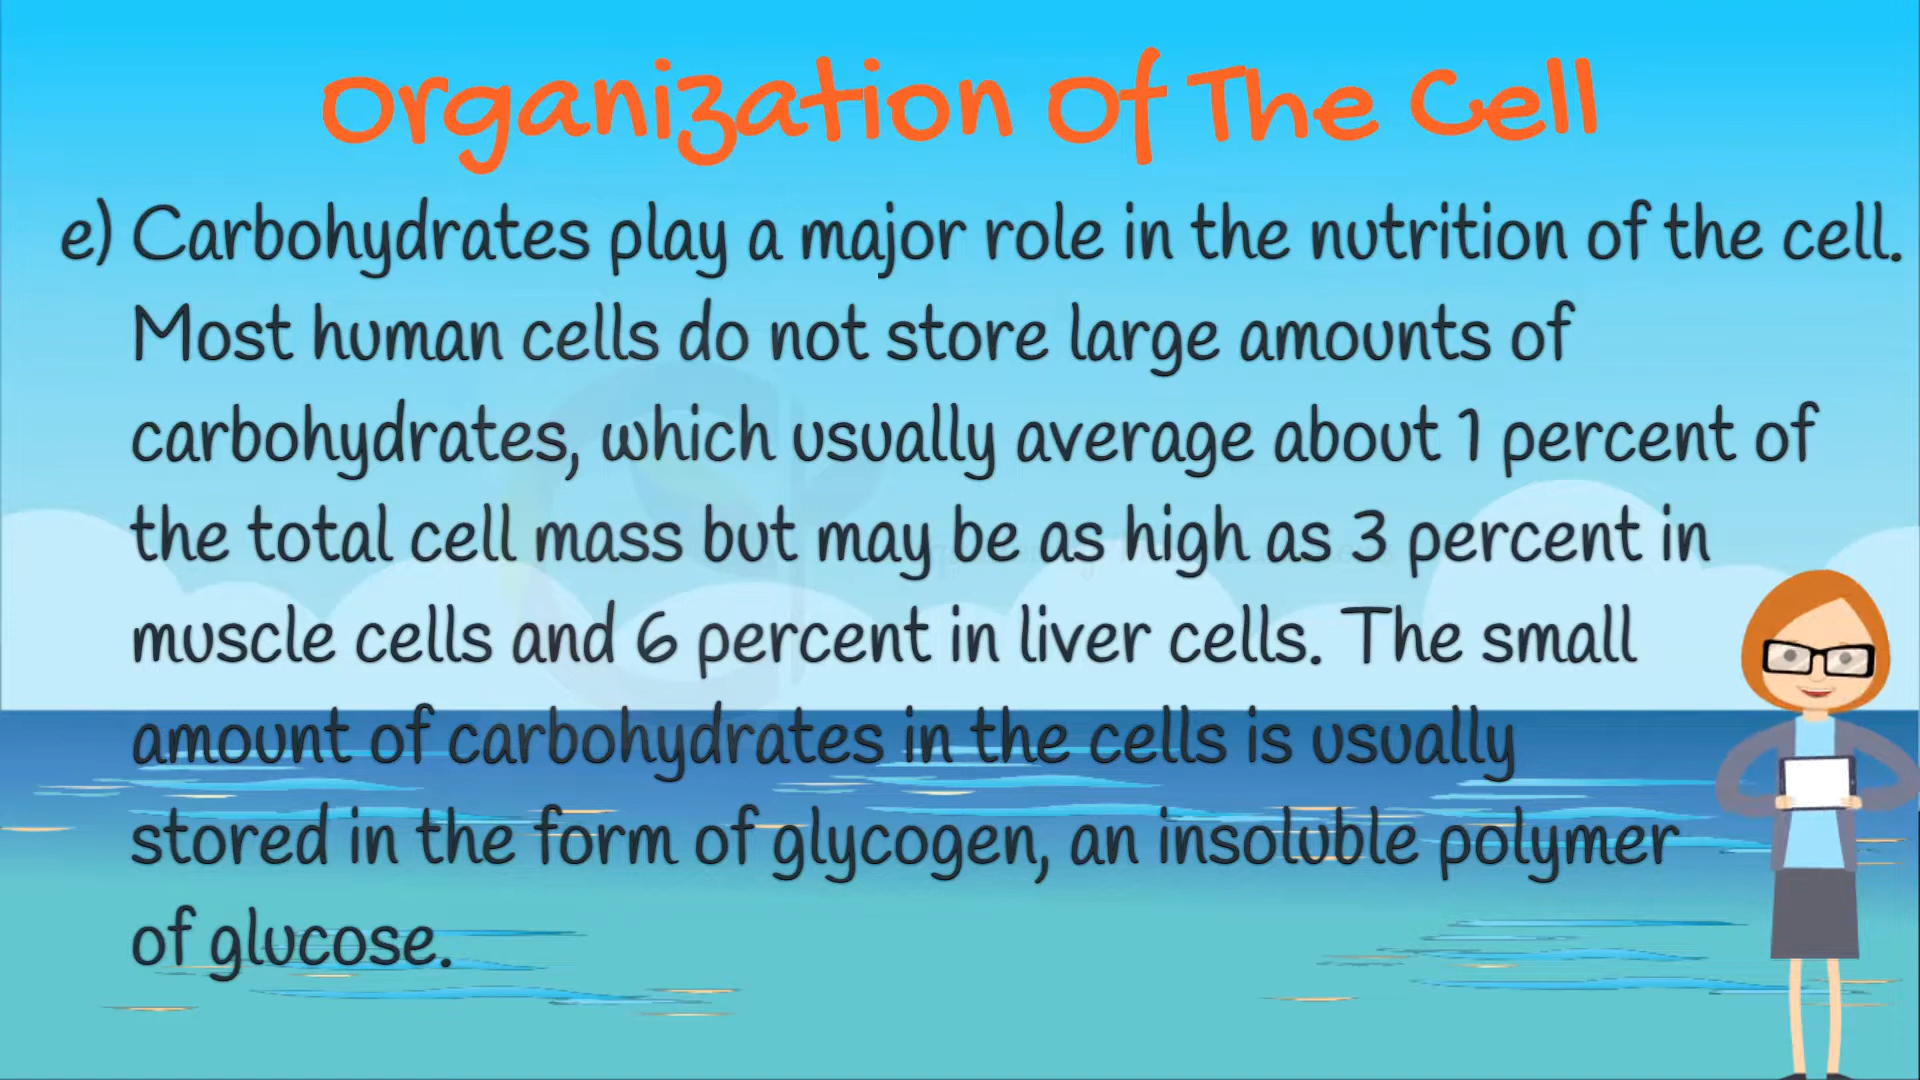 Organization Of The Cell
e) Carbohydrates play a major role in the nutrition of the cell.
Most human cells do not store large amounts of
carbohydrates, which usually average about 1 percent of
the total cell mass but may be as high as 3 percent in
muscle cells and 6 percent in liver cells. The small
amount of carbohydrates in the cells is usually
stored in the form of glycogen, an insoluble polymer
of glucose.